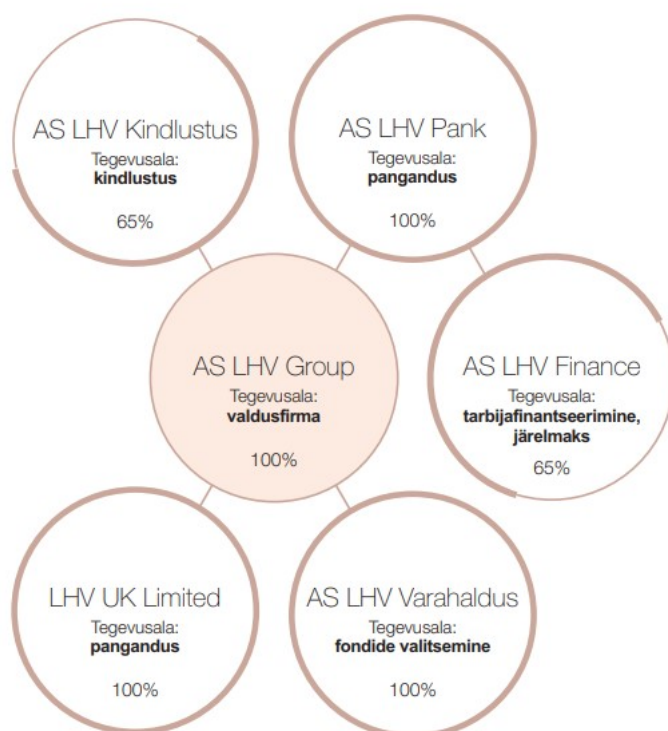 AS LHV Kindlustus
Tegevusala:
kindlustus
65%
AS LHV Pank
Tegevusala:
pangandus
100%
AS LHV Group
Tegevusala:
valdusfirma
100%
AS LHV Finance
Tegevusala:
tarbijafinantseerimine,
järelmaks
65%
LHV UK Limited
Tegevusala:
pangandus
100%
AS LHV Varahaldus
Tegevusala:
fondide valitsemine
100%